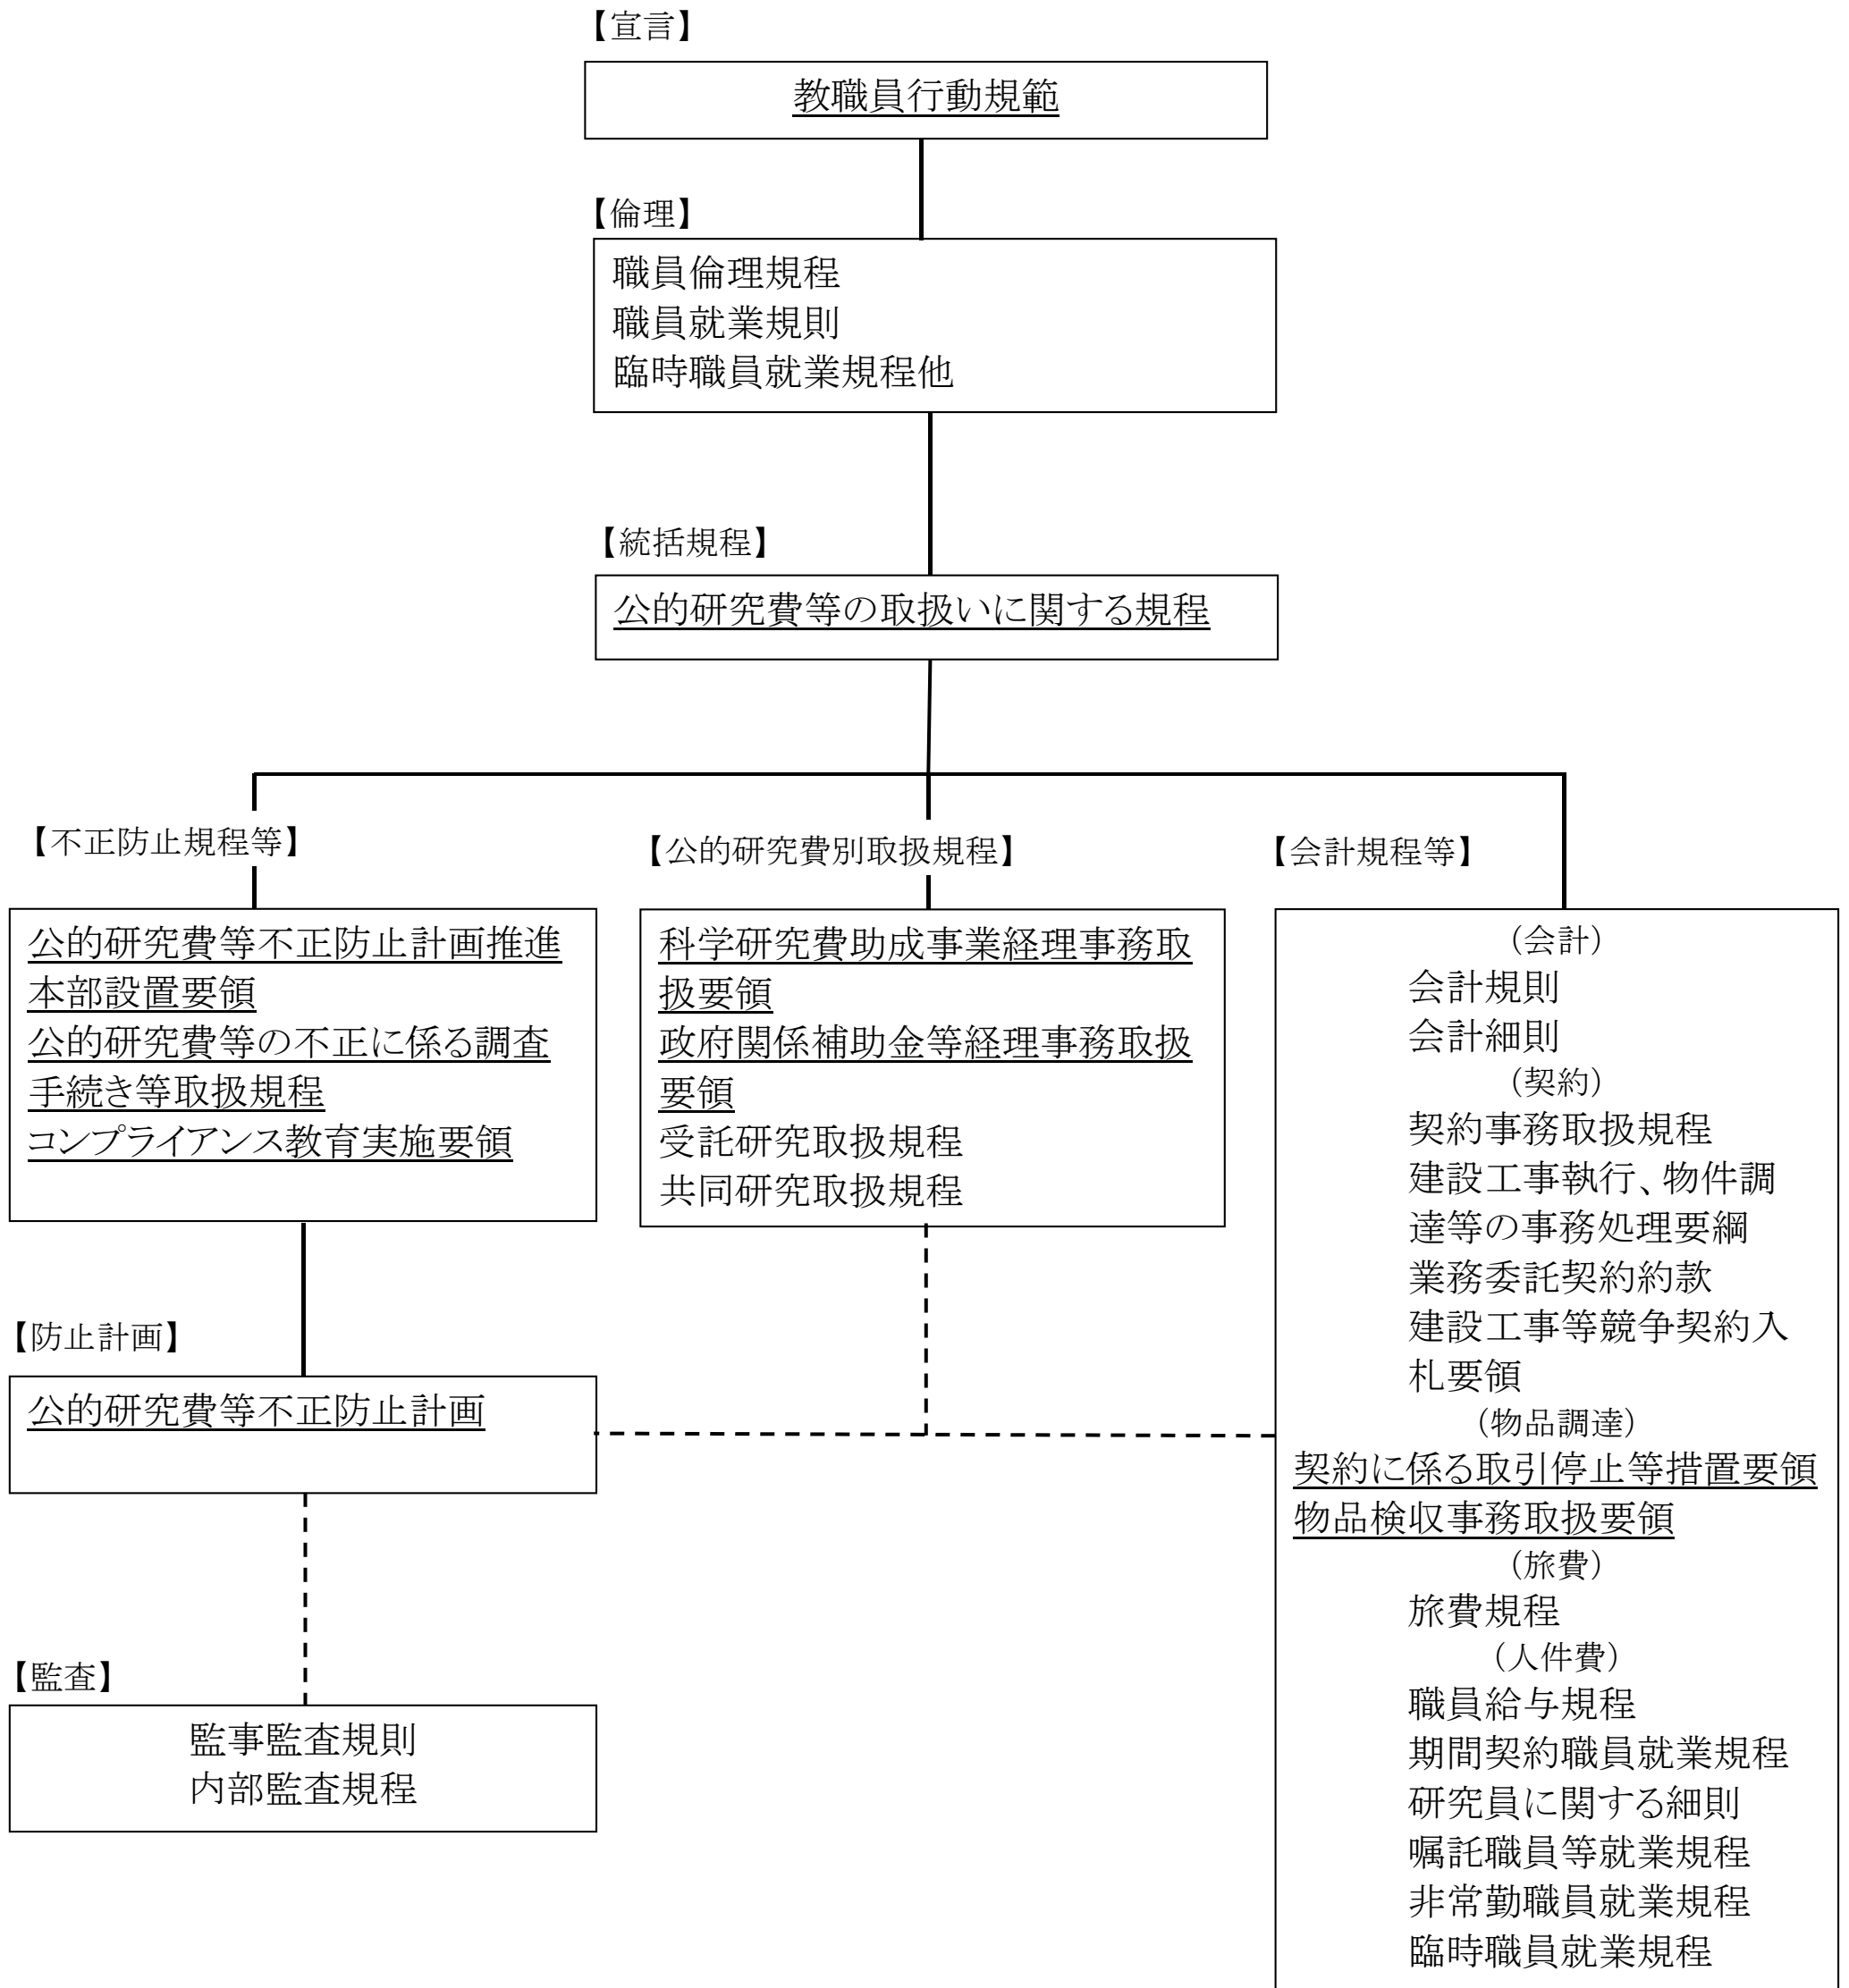 【宣言】
教職員行動規範
【倫理】
職員倫理規程
職員就業規則
臨時職員就業規程他
【統括規程】
公的研究費等の取扱いに関する規程
【不正防止規程等】
公的研究費等不正防止計画推進
本部設置要領
公的研究費等の不正に係る調査
手続き等取扱規程
コンプライアンス教育実施要領
【防止計画】
公的研究費等不正防止計画
【監査】
監事監査規則
内部監査規程
【公的研究費別取扱規程】
科学研究費助成事業経理事務取
扱要領
政府関係補助金等経理事務取扱
要領
受託研究取扱規程
共同研究取扱規程
【会計規程等】
（会計）
会計規則
会計細則
（契約）
契約事務取扱規程
建設工事執行、物件調
達等の事務処理要綱
業務委託契約約款
建設工事等競争契約入
札要領
（物品調達）
契約に係る取引停止等措置要領
物品検収事務取扱要領
（旅費）
旅費規程
（人件費）
職員給与規程
期間契約職員就業規程
研究員に関する細則
嘱託職員等就業規程
非常勤職員就業規程
臨時職員就業規程